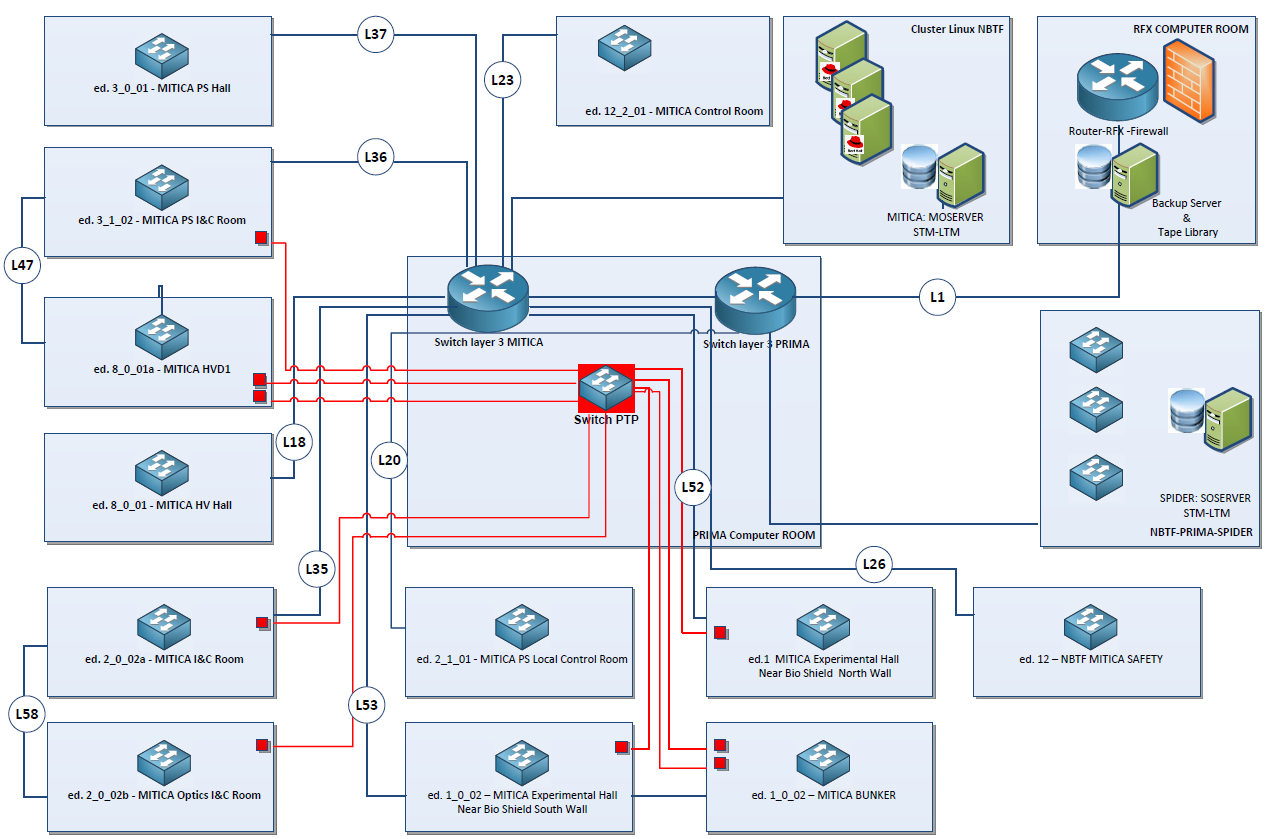 L37
ed. 3_0_01 - MITICA PS Hall
L23
ed. 12_2_01 - MITICA Control Room
Cluster Linux NBTF
MITICA: MOSERVER
STM-LTM
RFX COMPUTER ROOM
Router-RFX -Firewall
Backup Server
&
Tape Library
L36
ed. 3_1_02 - MITICA PS I&C Room
L47
ed. 8_0_01a - MITICA HVD1
Switch layer 3 MITICA
Switch layer 3 PRIMA
L1
Switch PTP
L18
ed. 8_0_01 - MITICA HV Hall
L20
L52
PRIMA Computer ROOM
SPIDER: SOSERVER
STM-LTM
NBTF-PRIMA-SPIDER
L35
L26
ed. 2_0_02a - MITICA I&C Room
ed. 2_1_01 - MITICA PS Local Control Room
ed.1 MITICA Experimental Hall
Near Bio Shield North Wall
ed. 12 – NBTF MITICA SAFETY
L58
L53
ed. 2_0_02b - MITICA Optics I&C Room
ed. 1_0_02 – MITICA Experimental Hall
Near Bio Shield South Wall
ed. 1_0_02 – MITICA BUNKER